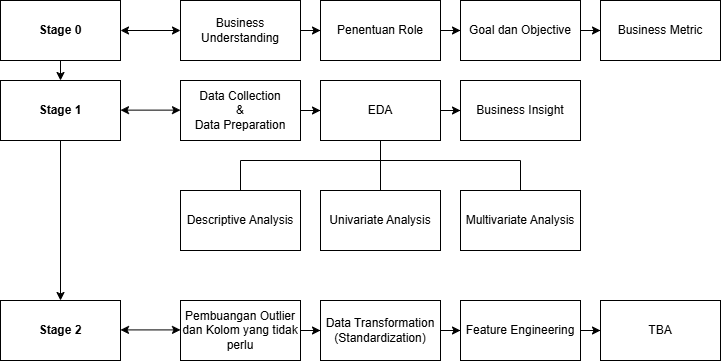 Stage 0
Business
Understanding
Penentuan Role
Goal dan Objective
Business Metric
Stage 1
Data Collection
&
Data Preparation
EDA
Business Insight
Descriptive Analysis
Univariate Analysis
Multivariate Analysis
Stage 2
Pembuangan Outlier
dan Kolom yang tidak
perlu
Data Transformation
(Standardization)
Feature Engineering
TBA